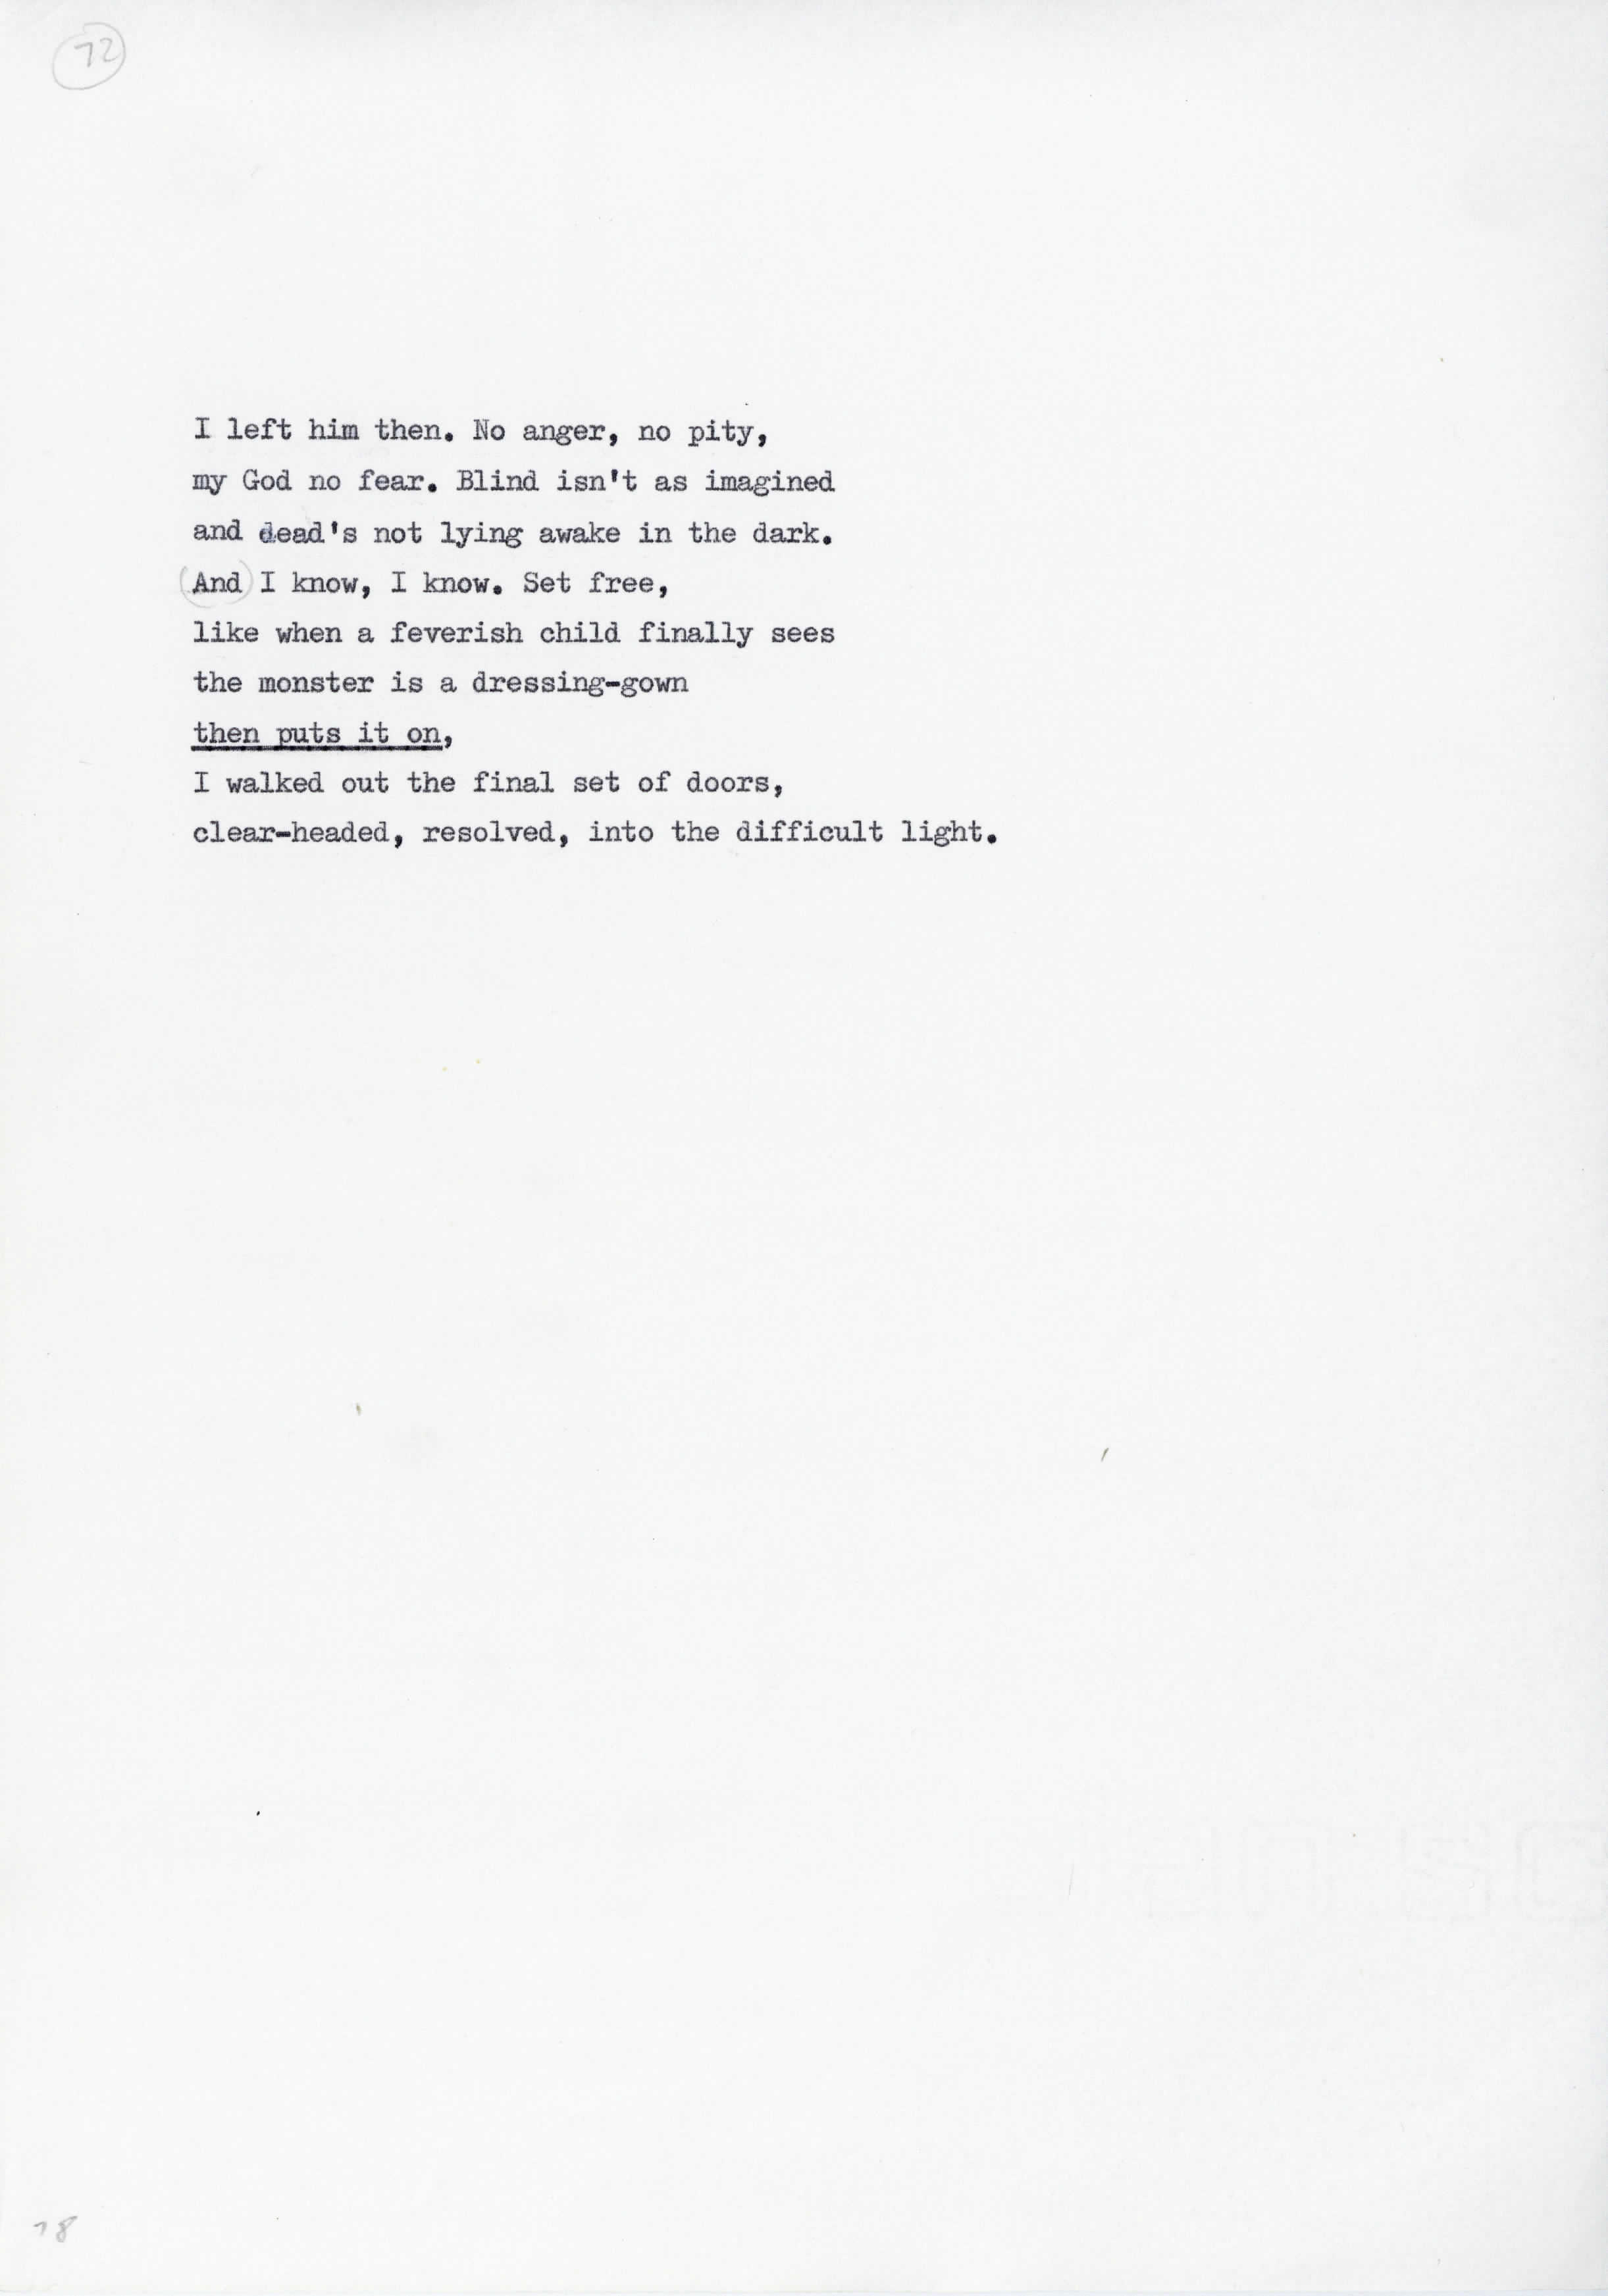 72
I left him then. No anger, no pity,
my God no fear. Blind isn't as imagined
and dead's not lying awake in the dark.
(And) I know, I know. Set free,
like when a feverish child finally sees
the monster is a dressing-gown
then puts it on,
I walked out the final set of doors,
clear-headed, resolved, into the difficult light.
78